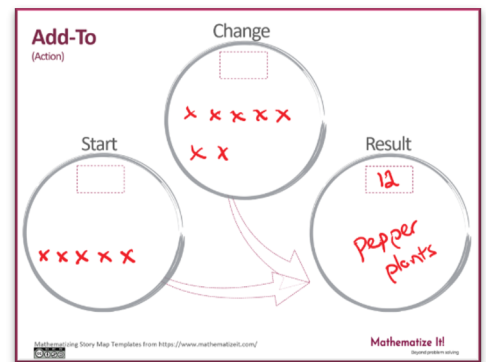 Add-To
(Action)
Change
x x x x x
x x
Start
x x x x x
Result
12
pepper
plants
Mathematizing Story Map Templates from https://www.mathematizeit.com/
Mathematize It!
Beyond problem solving